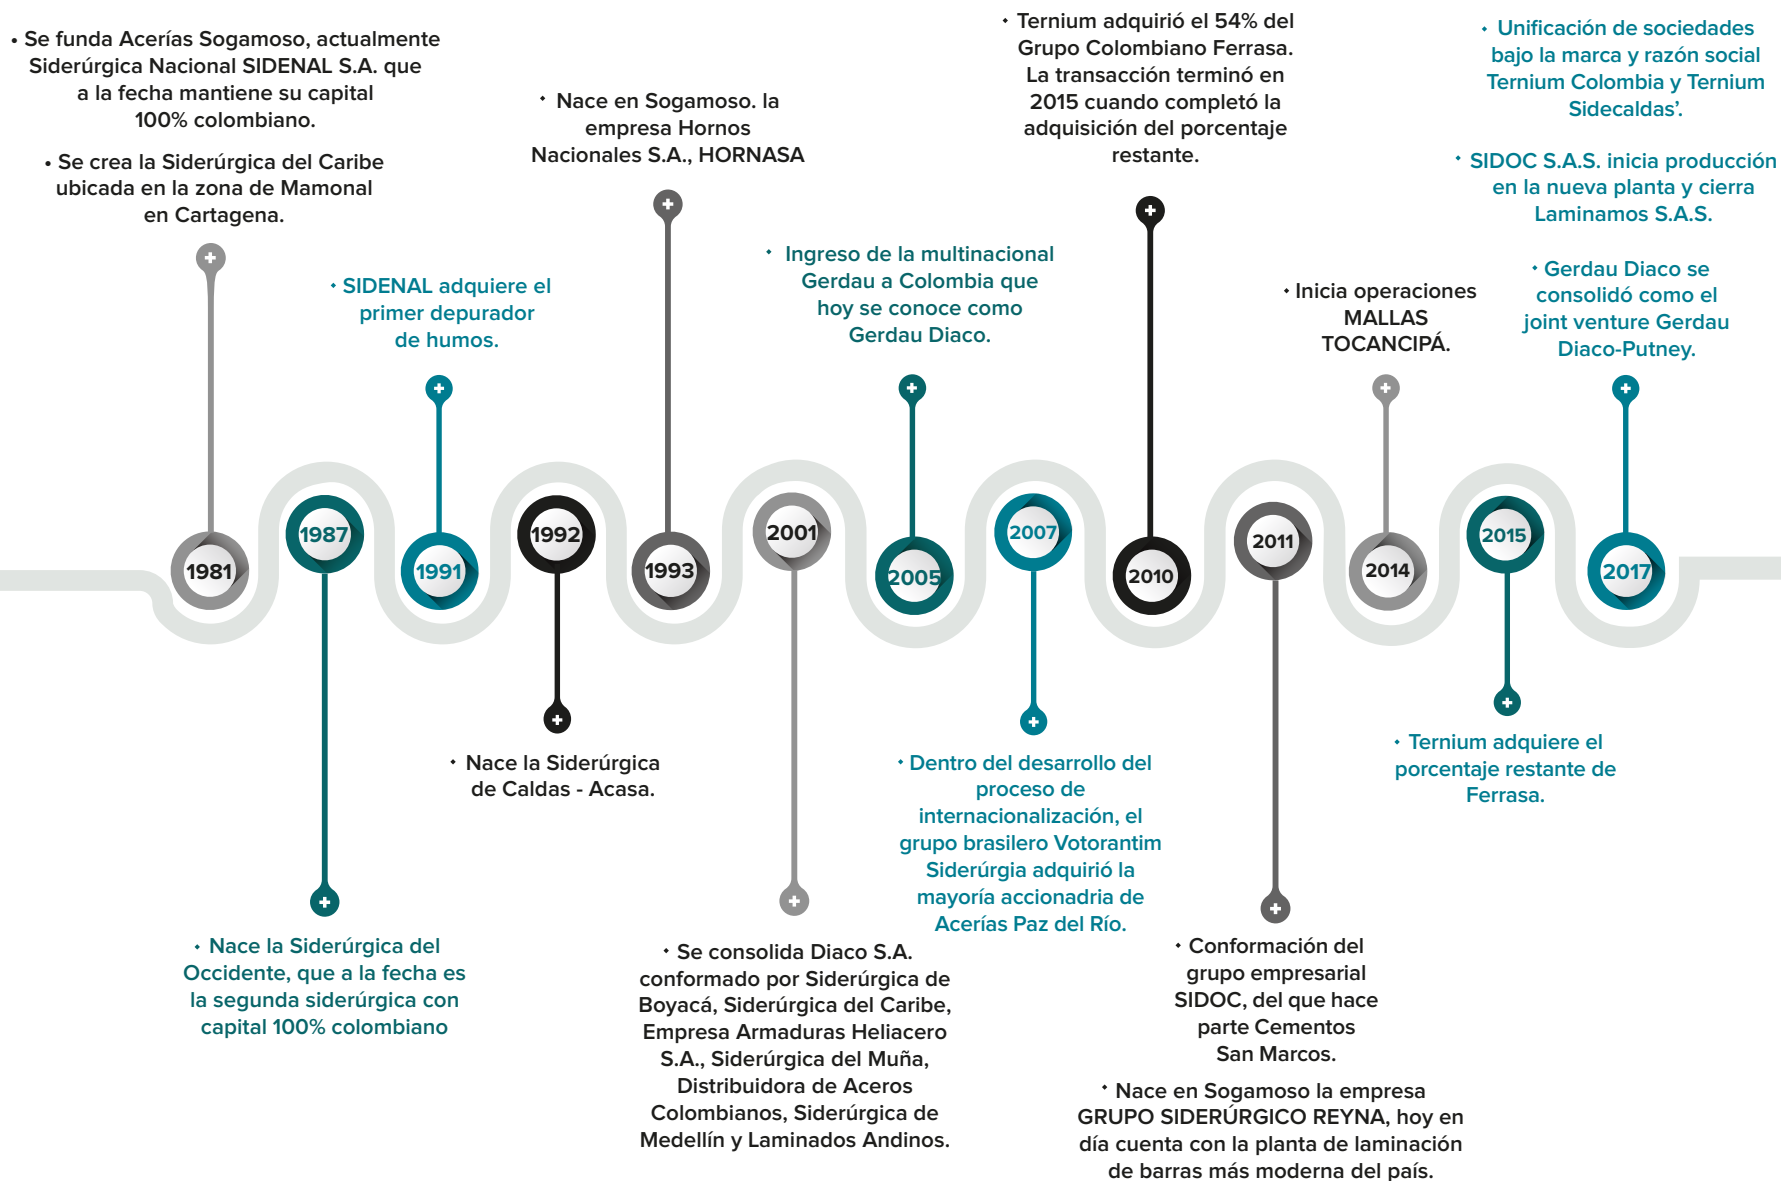 • Se funda Acerías Sogamoso, actualmente
Siderúrgica Nacional SIDENAL S.A. que
a la fecha mantiene su capital
100% colombiano.
• Se crea la Siderúrgica del Caribe
ubicada en la zona de Mamonal
en Cartagena.
• SIDENAL adquiere el
primer depurador
de humos.
• Nace en Sogamoso. la
empresa Hornos
Nacionales S.A., HORNASA
• Ingreso de la multinacional
Gerdau a Colombia que
hoy se conoce como
Gerdau Diaco.
• Ternium adquirió el 54% del
Grupo Colombiano Ferrasa.
La transacción terminó en
2015 cuando completó la
adquisición del porcentaje
restante.
• Inicia operaciones
MALLAS
TOCANCIPÁ.
• Unificación de sociedades
bajo la marca y razón social
Ternium Colombia y Ternium
Sidecaldas’.
• SIDOC S.A.S. inicia producción
en la nueva planta y cierra
Laminamos S.A.S.
• Gerdau Diaco se
consolidó como el
joint venture Gerdau
Diaco-Putney.
1981
1987
1991
1992
1993
2001
2005
2007
2010
2011
2014
2015
2017
• Nace la Siderúrgica del
Occidente, que a la fecha es
la segunda siderúrgica con
capital 100% colombiano
• Nace la Siderúrgica
de Caldas - Acasa.
• Se consolida Diaco S.A.
conformado por Siderúrgica de
Boyacá, Siderúrgica del Caribe,
Empresa Armaduras Heliacero
S.A., Siderúrgica del Muña,
Distribuidora de Aceros
Colombianos, Siderúrgica de
Medellín y Laminados Andinos.
• Dentro del desarrollo del
proceso de
internacionalización, el
grupo brasilero Votorantim
Siderúrgia adquirió la
mayoría accionadria de
Acerías Paz del Río.
• Conformación del
grupo empresarial
SIDOC, del que hace
parte Cementos
San Marcos.
• Nace en Sogamoso la empresa
GRUPO SIDERÚRGICO REYNA, hoy en
día cuenta con la planta de laminación
de barras más moderna del país.
• Ternium adquiere el
porcentaje restante de
Ferrasa.